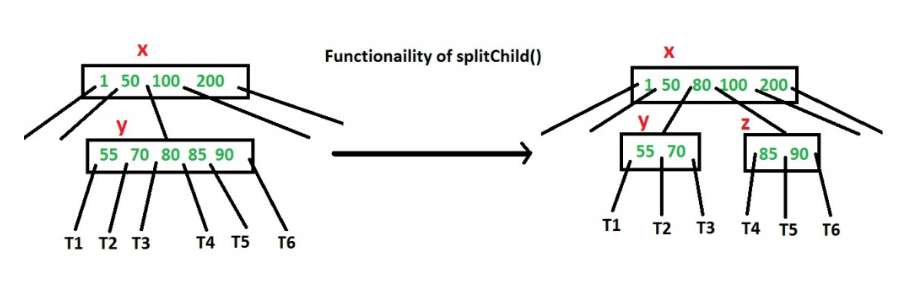 Functionaility of splitChild()
x
1 50 100 200
y
55 70 80 85 90
T1 T2 T3 T4 T5 T6
x
1 50 80 100 200
y z
55 70 85 90
T1 T2 T3 T4 T5 T6